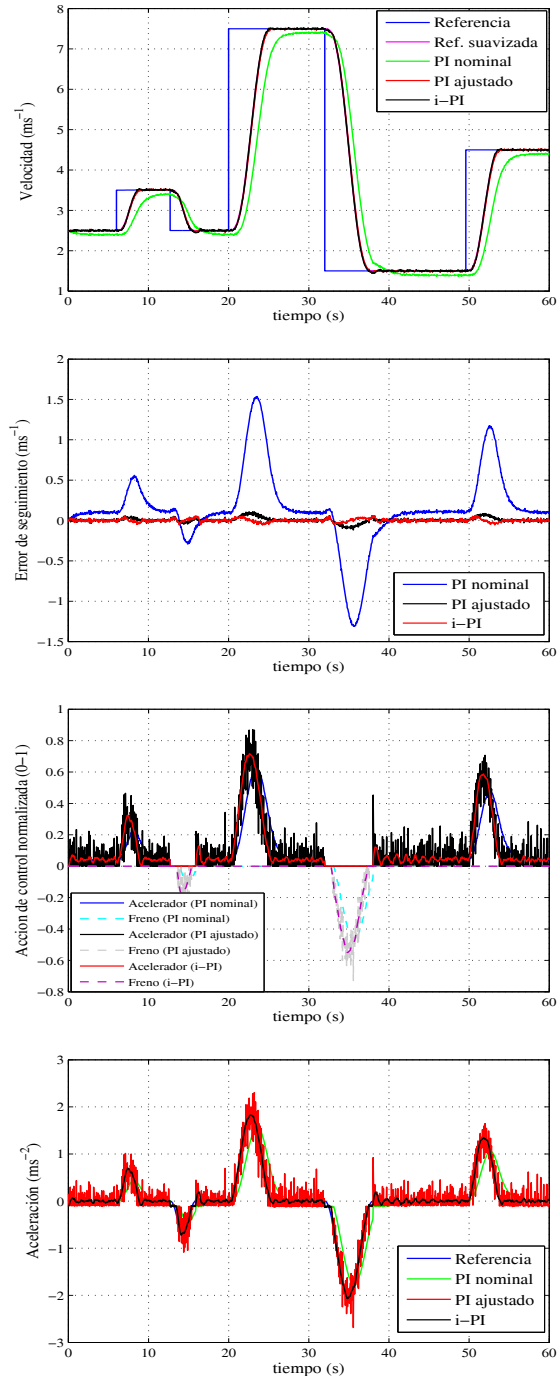 8
7
6
5
4
3
2
1
Velocidad (ms⁻¹)
Referencia
Ref. suavizada
PI nominal
PI ajustado
i−PI
0 10 20 30 40 50 60
tiempo (s)
2
1.5
1
0.5
0
−0.5
−1
−1.5
Error de seguimiento (ms⁻¹)
PI nominal
PI ajustado
i−PI
0 10 20 30 40 50 60
tiempo (s)
1
0.8
0.6
0.4
0.2
0
−0.2
−0.4
−0.6
−0.8
Accion de control normalizada (0−1)
Acelerador (PI nominal)
Freno (PI nominal)
Acelerador (PI ajustado)
Freno (PI ajustado)
Acelerador (i−PI)
Freno (i−PI)
0 10 20 30 40 50 60
tiempo (s)
3
2
1
0
−1
−2
−3
Aceleración (ms⁻²)
Referencia
PI nominal
PI ajustado
i−PI
0 10 20 30 40 50 60
tiempo (s)